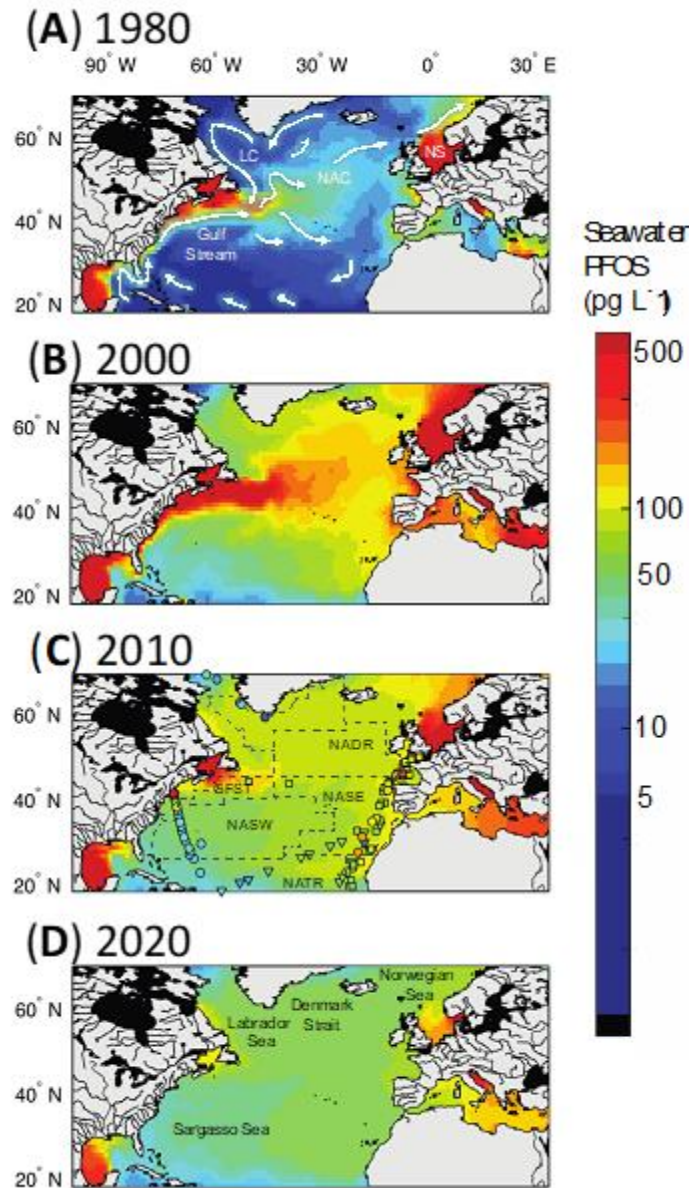 (A) 1980
90° W 60° W 30° W 0° 30° E
60° N
40° N
20° N
LC
NAC
NS
Gulf
Stream
Seawater
PFOS
(pg L⁻¹)
500
100
50
10
5
(B) 2000
60° N
40° N
20° N
(C) 2010
60° N
40° N
20° N
NADR
GFST
NASE
NASW
NATR
(D) 2020
60° N
40° N
20° N
Norwegian
Sea
Denmark
Strait
Labrador
Sea
Sargasso Sea